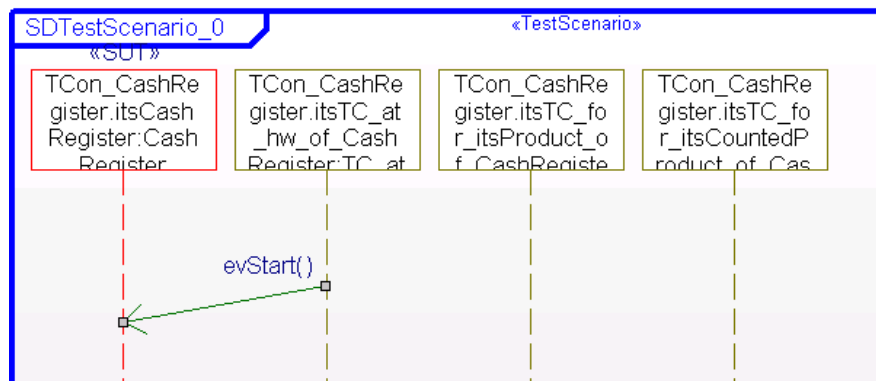 SDTestScenario_0
«TestScenario»
«SUT»
TCon_CashRe
gister.itsCash
Register:Cash
Register
TCon_CashRe
gister.itsTC_at
_hw_of_Cash
Register:TC_at
TCon_CashRe
gister.itsTC_fo
r_itsProduct_o
f_CashRegiste
TCon_CashRe
gister.itsTC_fo
r_itsCountedP
roduct_of_Cas
evStart()